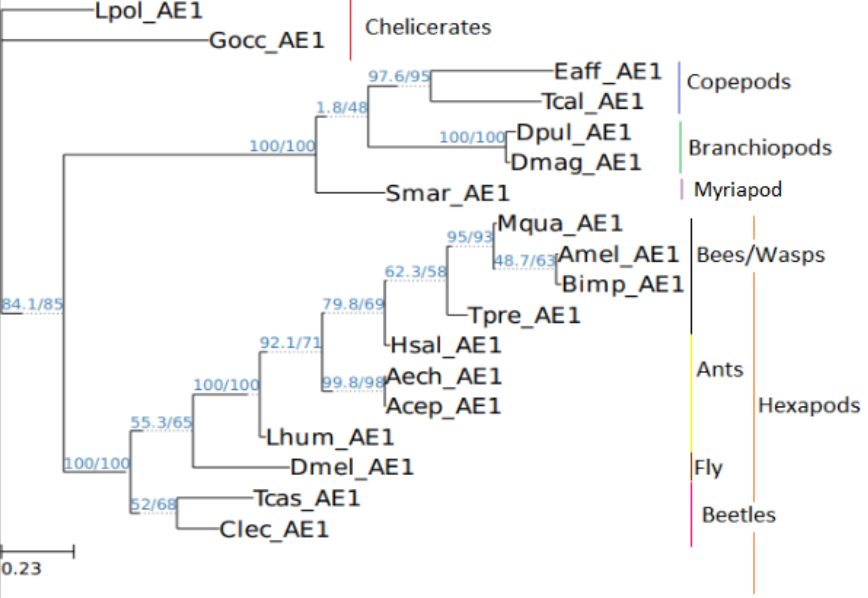 Lpol_AE1
Chelicerates
Gocc_AE1
97.6/95
Eaff_AE1
Copepods
1.8/48
Tcal_AE1
100/100
Dpul_AE1
Branchiopods
100/100
Dmag_AE1
Smar_AE1
Myriapod
Mqua_AE1
95/93
Amel_AE1
Bees/Wasps
48.7/63
62.3/58
Bimp_AE1
84.1/85
79.8/69
Tpre_AE1
92.1/71
Hsal_AE1
Ants
99.8/98
Aech_AE1
100/100
Acep_AE1
Hexapods
55.3/65
Lhum_AE1
100/100
Dmel_AE1
Fly
52/68
Tcas_AE1
Beetles
Clec_AE1
0.23